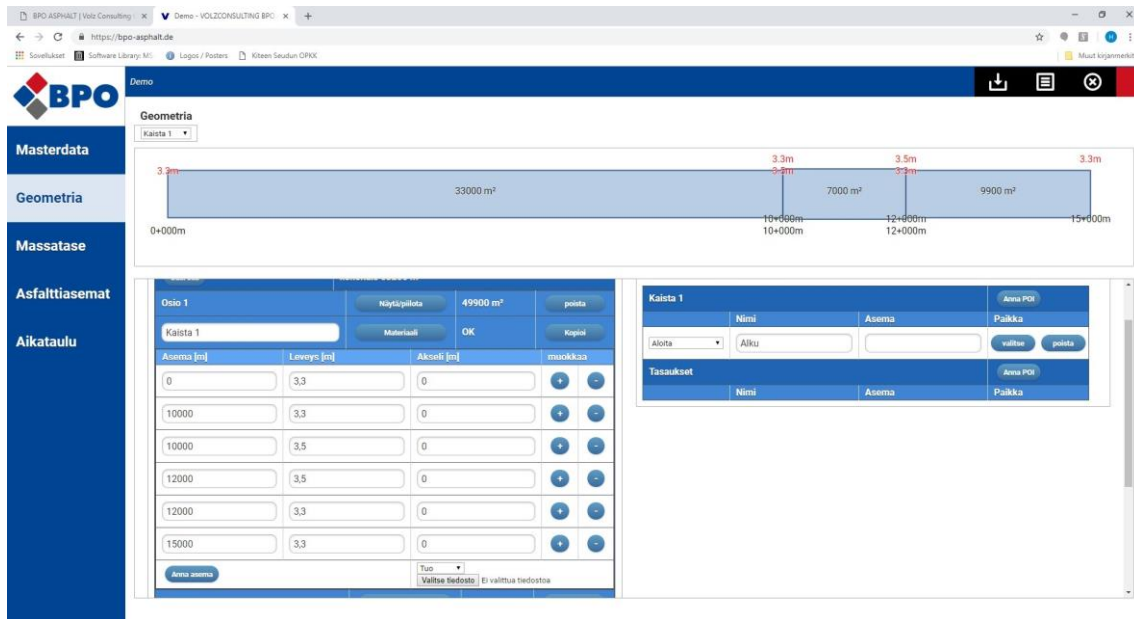 BPO ASPHALT | Volz Consulting
Demo - VOLZCONSULTING BPO
https://bpo-asphalt.de
Sovellukset
Software Library: MS
Logos / Posters
Kiteen Seudun OPKK
Muut kirjanmerkit
BPO
Demo
Masterdata
Geometria
Massatase
Asfalttiasemat
Aikataulu
Geometria
Kaista 1
3.3m 3.5m 3.3m
3.3m 3.3m 3.3m
33000 m² 7000 m² 9900 m²
10+000m 12+000m 15+000m
0+000m 10+000m 12+000m
Osio 1 Näytä/piilota 49900 m² poista
Kaista 1 Materiaali OK Kopioi
Asema [m] Leveys [m] Akseli [m] muokkaa
0 3,3 0 + -
10000 3,3 0 + -
10000 3,5 0 + -
12000 3,5 0 + -
12000 3,3 0 + -
15000 3,3 0 + -
Anna asema Tuo
Valitse tiedosto Ei valittua tiedostoa
Kaista 1 Anna POI
Nimi Asema Paikka
Aloita Alku valitse poista
Tasaukset Anna POI
Nimi Asema Paikka